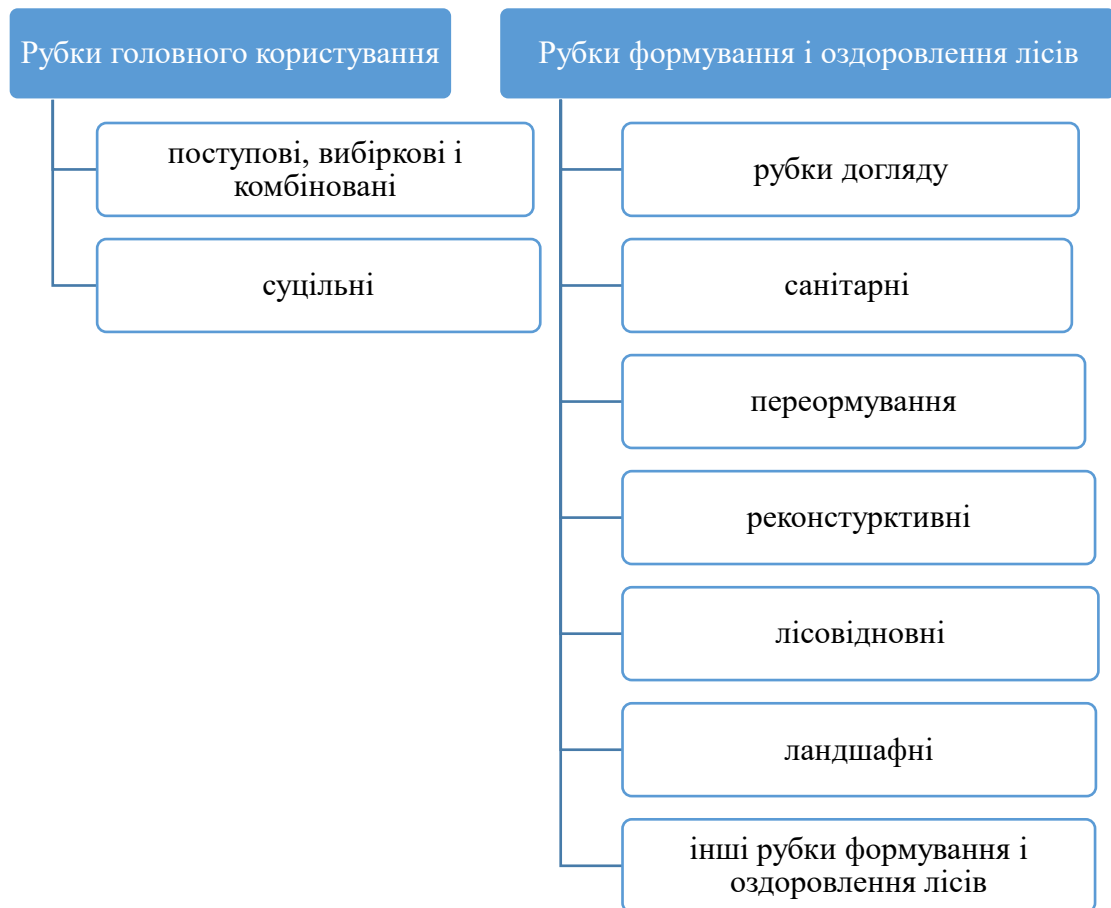 Рубки головного користування
поступові, вибіркові і
комбіновані
суцільні
Рубки формування і оздоровлення лісів
рубки догляду
санітарні
переормування
реконстурктивні
лісовідновні
ландшафні
інші рубки формування і
оздоровлення лісів